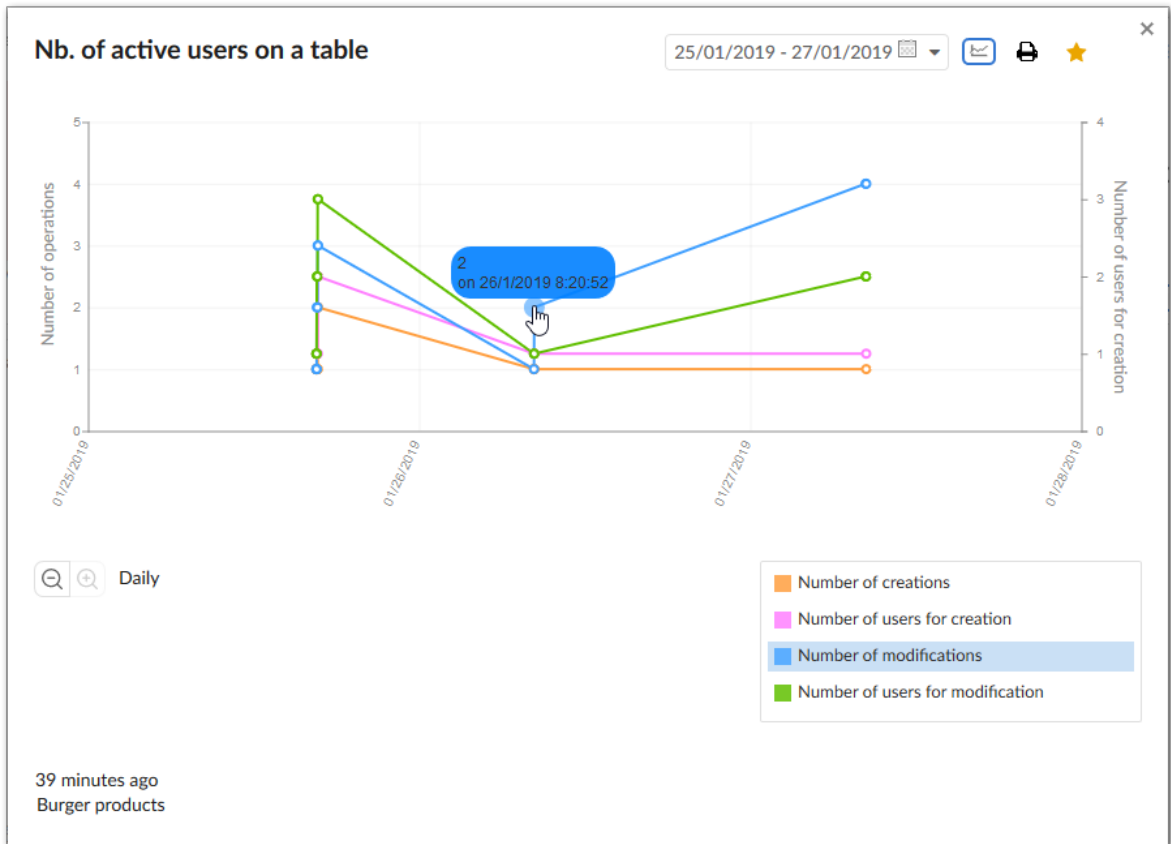 Nb. of active users on a table
25/01/2019 - 27/01/2019
5
4
3
2
1
0
Number of operations
4
3
2
1
0
Number of users for creation
2
on 26/1/2019 8:20:52
01/25/2019
01/26/2019
01/27/2019
01/28/2019
Daily
Number of creations
Number of users for creation
Number of modifications
Number of users for modification
39 minutes ago
Burger products